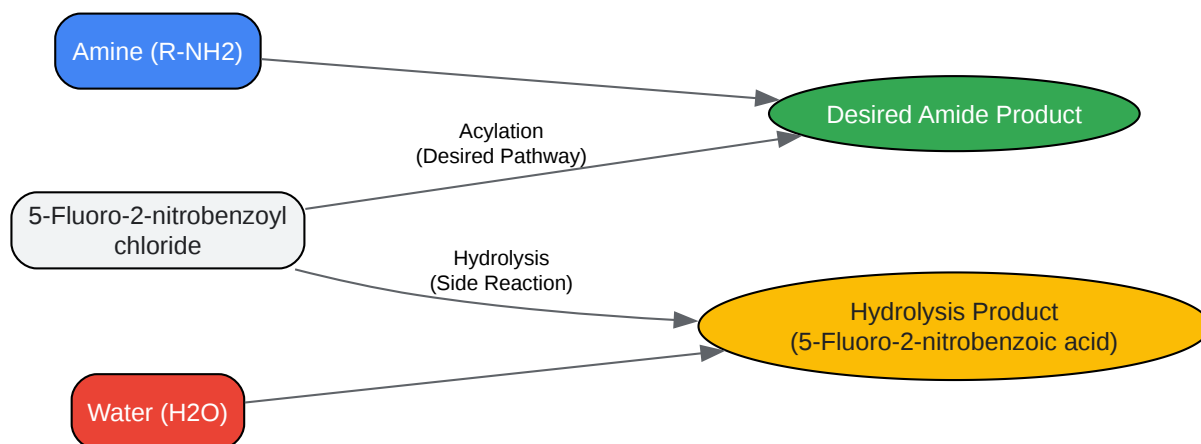 Amine (R-NH2)
Desired Amide Product
Acylation
(Desired Pathway)
5-Fluoro-2-nitrobenzoyl
chloride
Hydrolysis
(Side Reaction)
Hydrolysis Product
(5-Fluoro-2-nitrobenzoic acid)
Water (H2O)